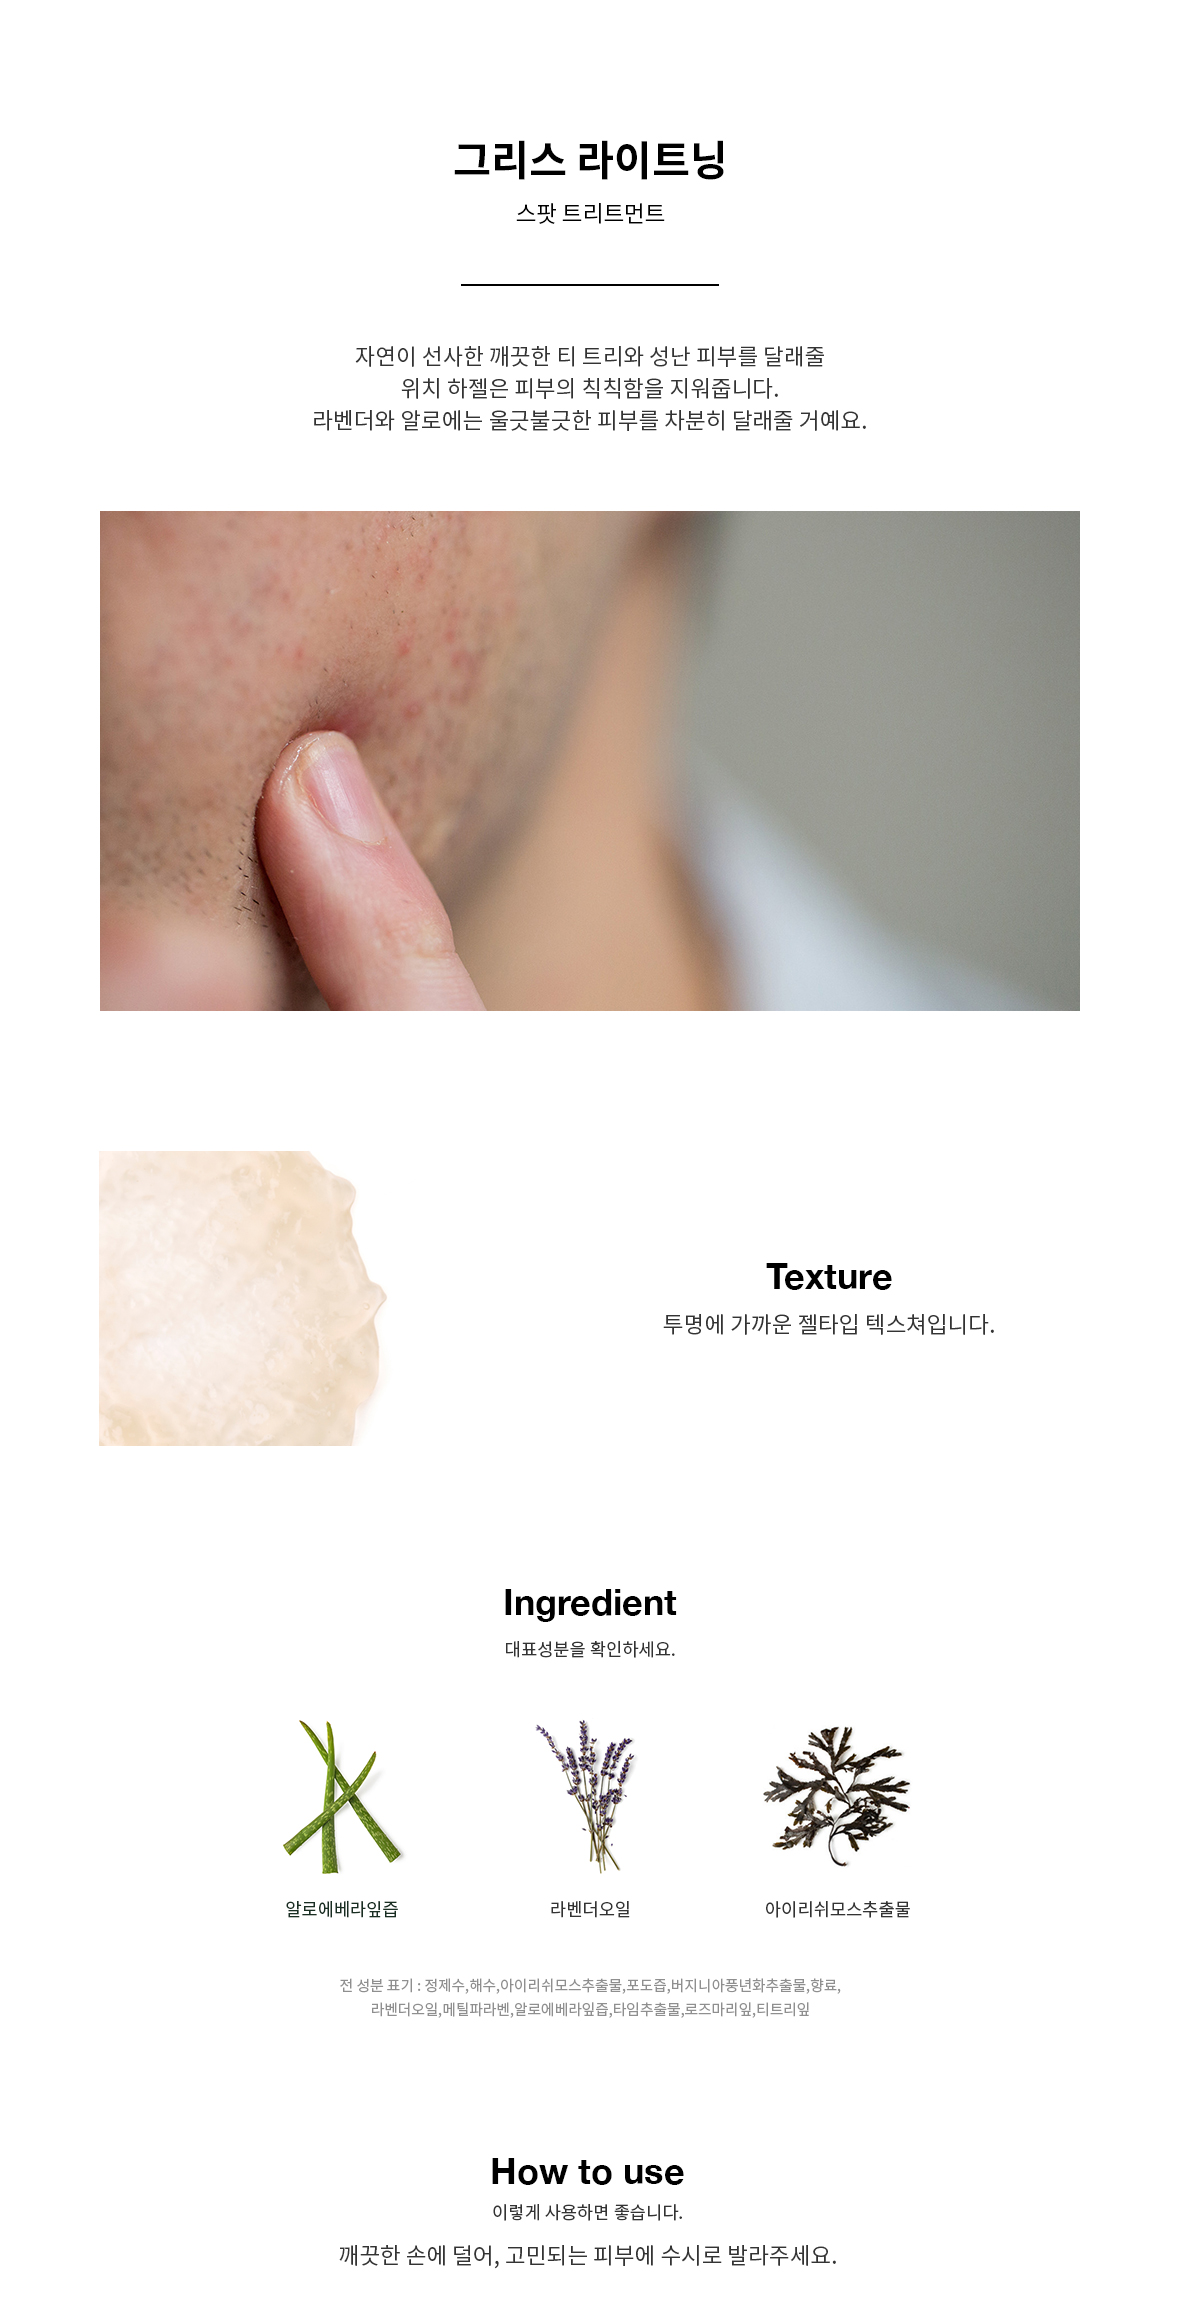 그리스 라이트닝
스팟 트리트먼트
자연이 선사한 깨끗한 티 트리와 성난 피부를 달래줄
위치 하젤은 피부의 칙칙함을 지워줍니다.
라벤더와 알로에는 울긋불긋한 피부를 차분히 달래줄 거예요.
Texture
투명에 가까운 젤타입 텍스쳐입니다.
Ingredient
대표성분을 확인하세요.
알로에베라잎즙
라벤더오일
아이리쉬모스추출물
전 성분 표기 : 정제수,해수,아이리쉬모스추출물,포도즙,버지니아풍년화추출물,향료,
라벤더오일,메틸파라벤,알로에베라잎즙,타임추출물,로즈마리잎,티트리잎
How to use
이렇게 사용하면 좋습니다.
깨끗한 손에 덜어, 고민되는 피부에 수시로 발라주세요.